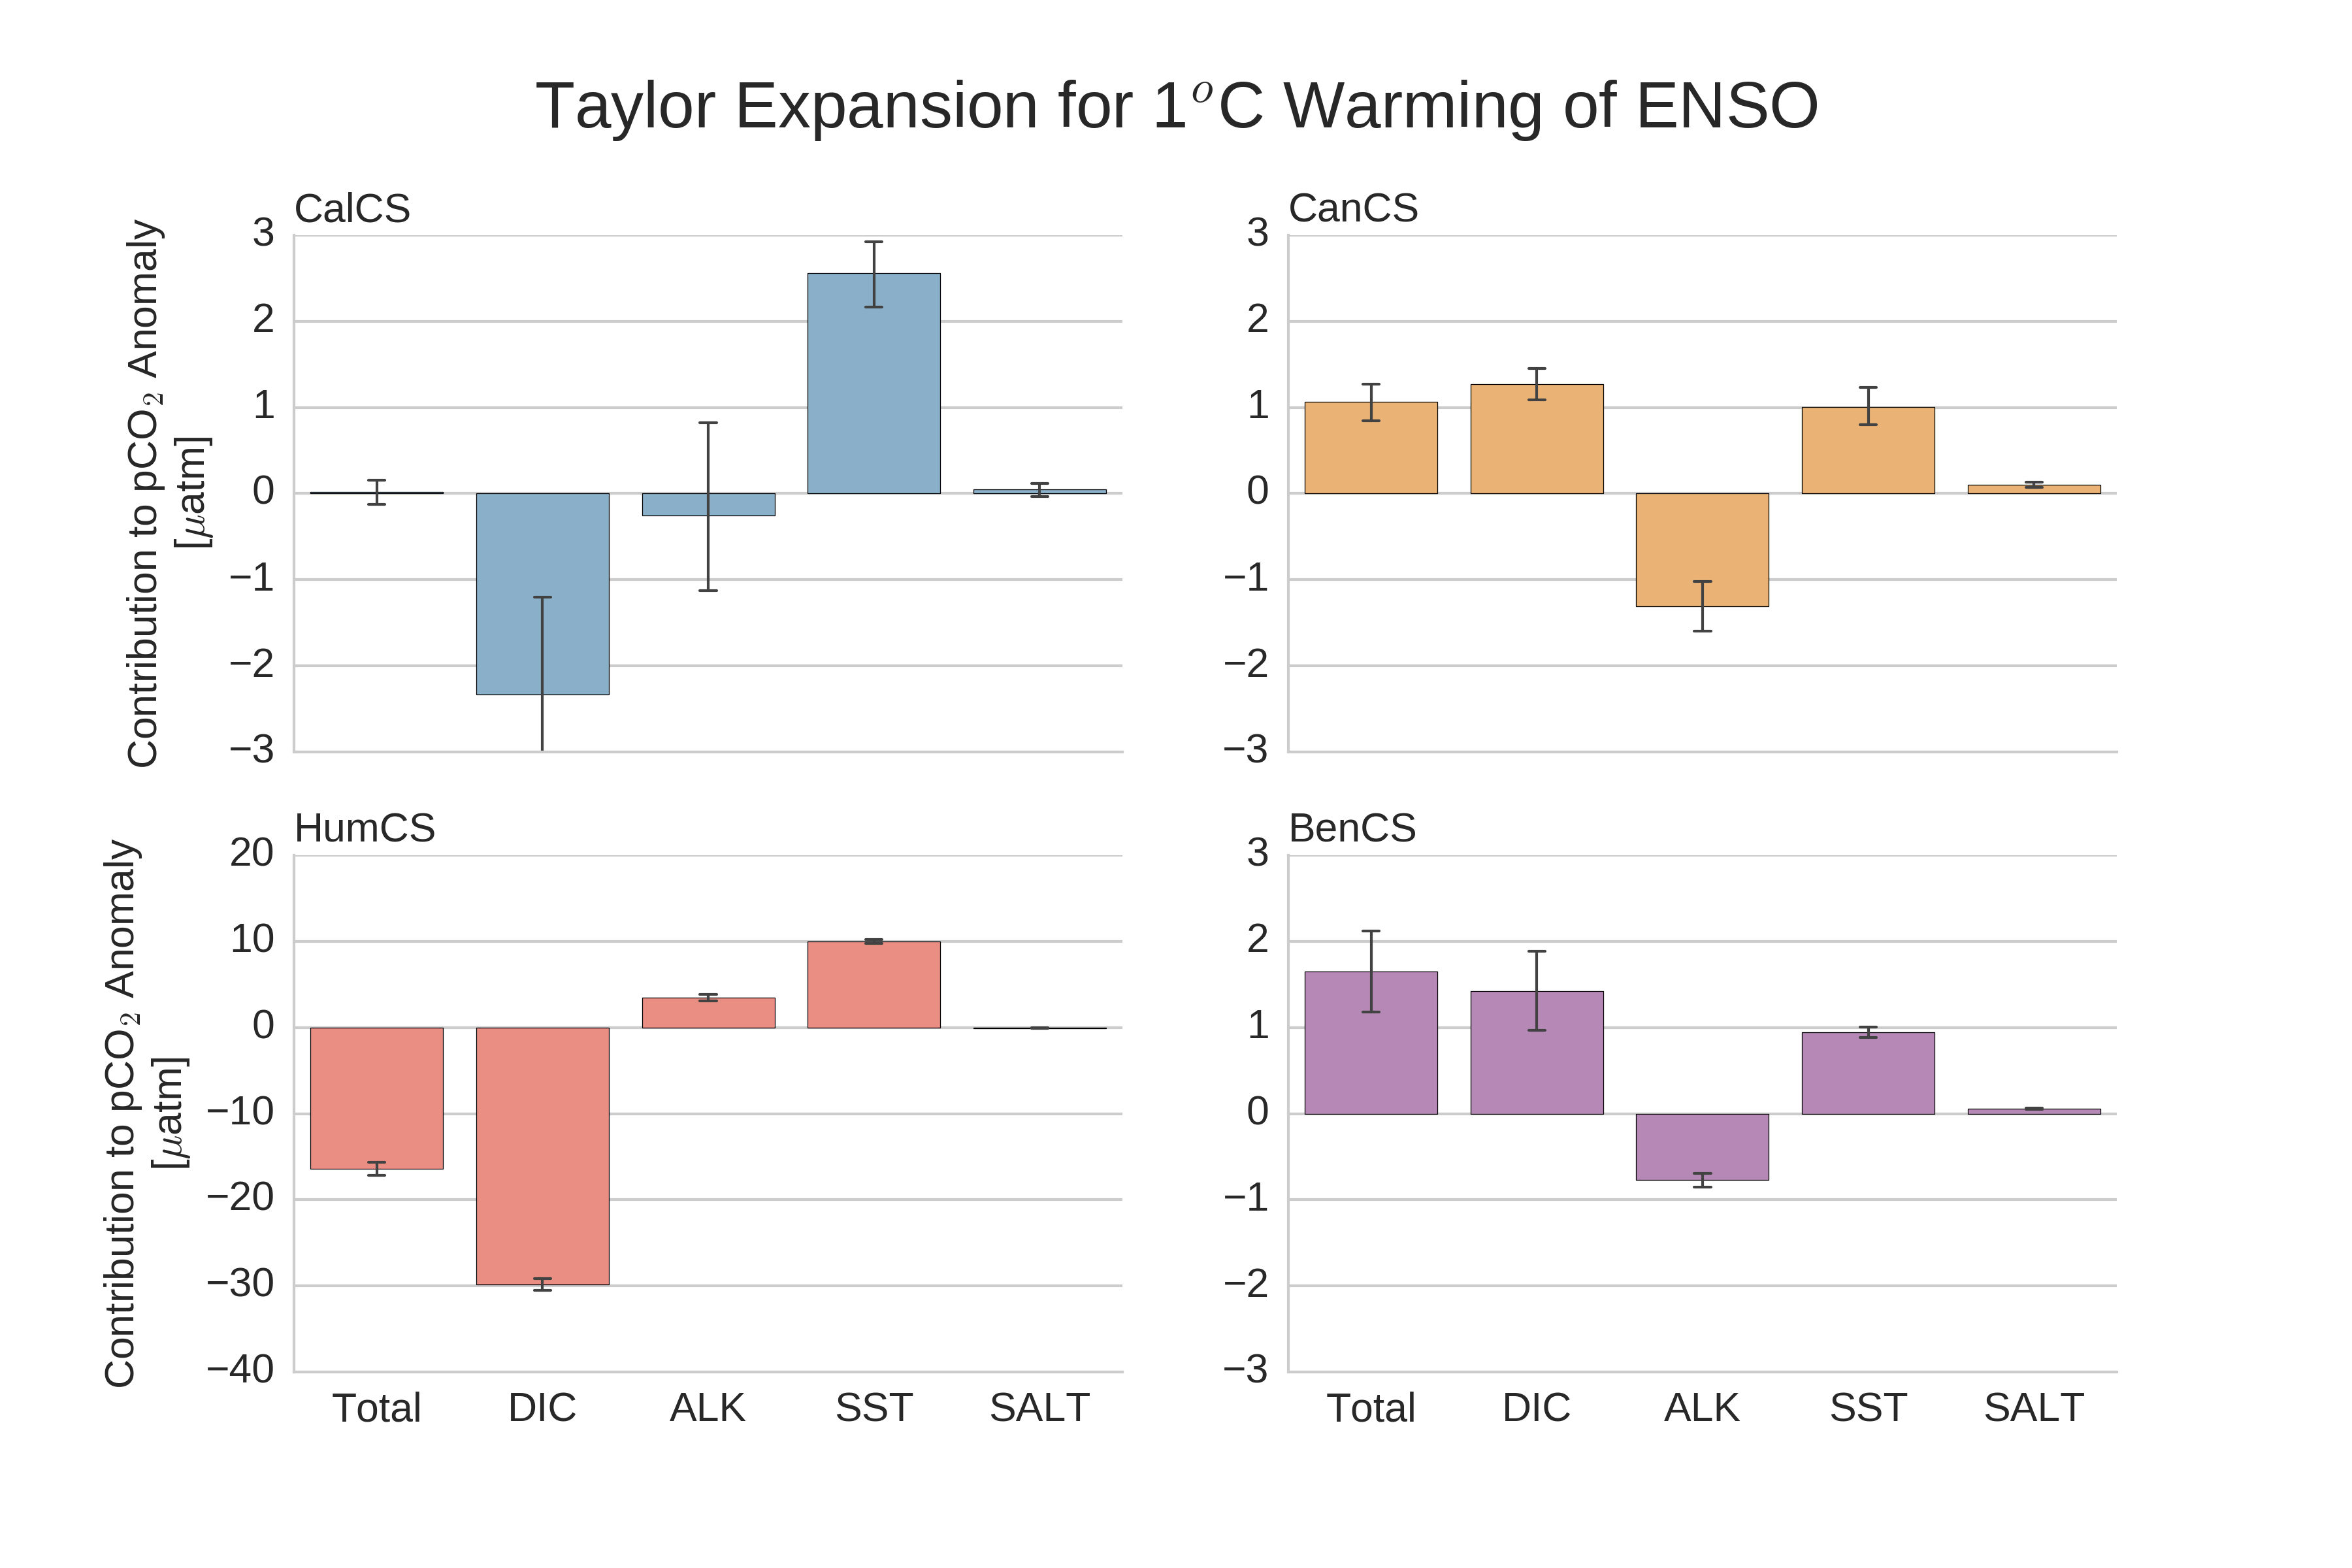 Taylor Expansion for 1°C Warming of ENSO
CalCS
Contribution to pCO₂ Anomaly
[μatm]
3
2
1
0
−1
−2
−3
CanCS
3
2
1
0
−1
−2
−3
HumCS
Contribution to pCO₂ Anomaly
[μatm]
20
10
0
−10
−20
−30
−40
Total DIC ALK SST SALT
BenCS
3
2
1
0
−1
−2
−3
Total DIC ALK SST SALT